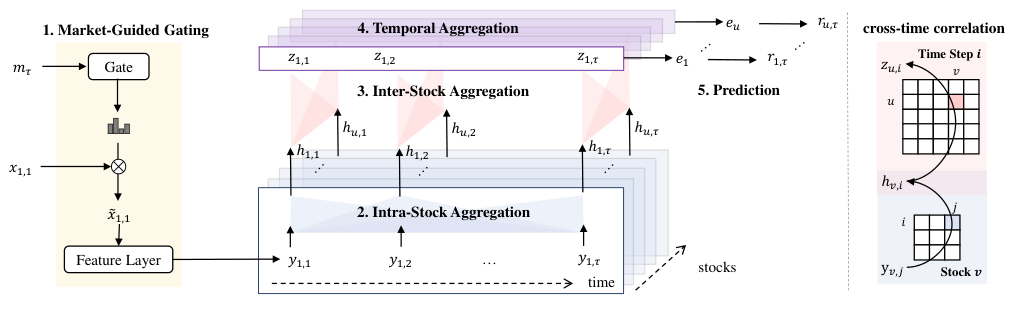 1. Market-Guided Gating
m_τ
Gate
x_{1,1}
⊗
x̃_{1,1}
Feature Layer
4. Temporal Aggregation
z_{1,1} z_{1,2} z_{1,τ}
e_u r_{u,τ}
e_1 r_{1,τ}
3. Inter-Stock Aggregation
5. Prediction
h_{u,1} h_{u,2} h_{u,τ}
h_{1,1} h_{1,2} h_{1,τ}
2. Intra-Stock Aggregation
y_{1,1} y_{1,2} … y_{1,τ}
time
stocks
cross-time correlation
Time Step i
z_{u,i}
v
u
h_{v,i}
j
i
y_{v,j}
Stock v